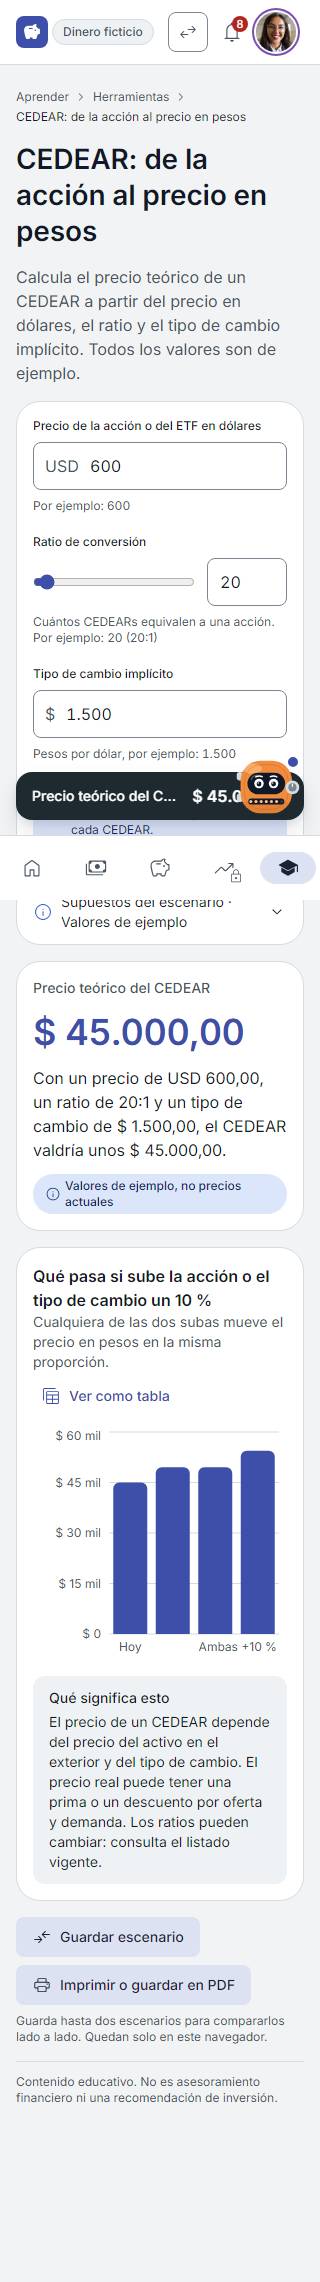 Dinero ficticio
8
Aprender > Herramientas >
CEDEAR: de la acción al precio en pesos
CEDEAR: de la
acción al precio en
pesos
Calcula el precio teórico de un
CEDEAR a partir del precio en
dólares, el ratio y el tipo de cambio
implícito. Todos los valores son de
ejemplo.
Precio de la acción o del ETF en dólares
USD 600
Por ejemplo: 600
Ratio de conversión
20
Cuántos CEDEARs equivalen a una acción.
Por ejemplo: 20 (20:1)
Tipo de cambio implícito
$ 1.500
Pesos por dólar, por ejemplo: 1.500
Precio teórico del C... $ 45.0
cada CEDEAR.
Supuestos del escenario ·
Valores de ejemplo
Precio teórico del CEDEAR
$ 45.000,00
Con un precio de USD 600,00,
un ratio de 20:1 y un tipo de
cambio de $ 1.500,00, el CEDEAR
valdría unos $ 45.000,00.
Valores de ejemplo, no precios
actuales
Qué pasa si sube la acción o el
tipo de cambio un 10 %
Cualquiera de las dos subas mueve el
precio en pesos en la misma
proporción.
Ver como tabla
$ 60 mil
$ 45 mil
$ 30 mil
$ 15 mil
$ 0
Hoy Ambas +10 %
Qué significa esto
El precio de un CEDEAR depende
del precio del activo en el
exterior y del tipo de cambio. El
precio real puede tener una
prima o un descuento por oferta
y demanda. Los ratios pueden
cambiar: consulta el listado
vigente.
Guardar escenario
Imprimir o guardar en PDF
Guarda hasta dos escenarios para compararlos
lado a lado. Quedan solo en este navegador.
Contenido educativo. No es asesoramiento
financiero ni una recomendación de inversión.